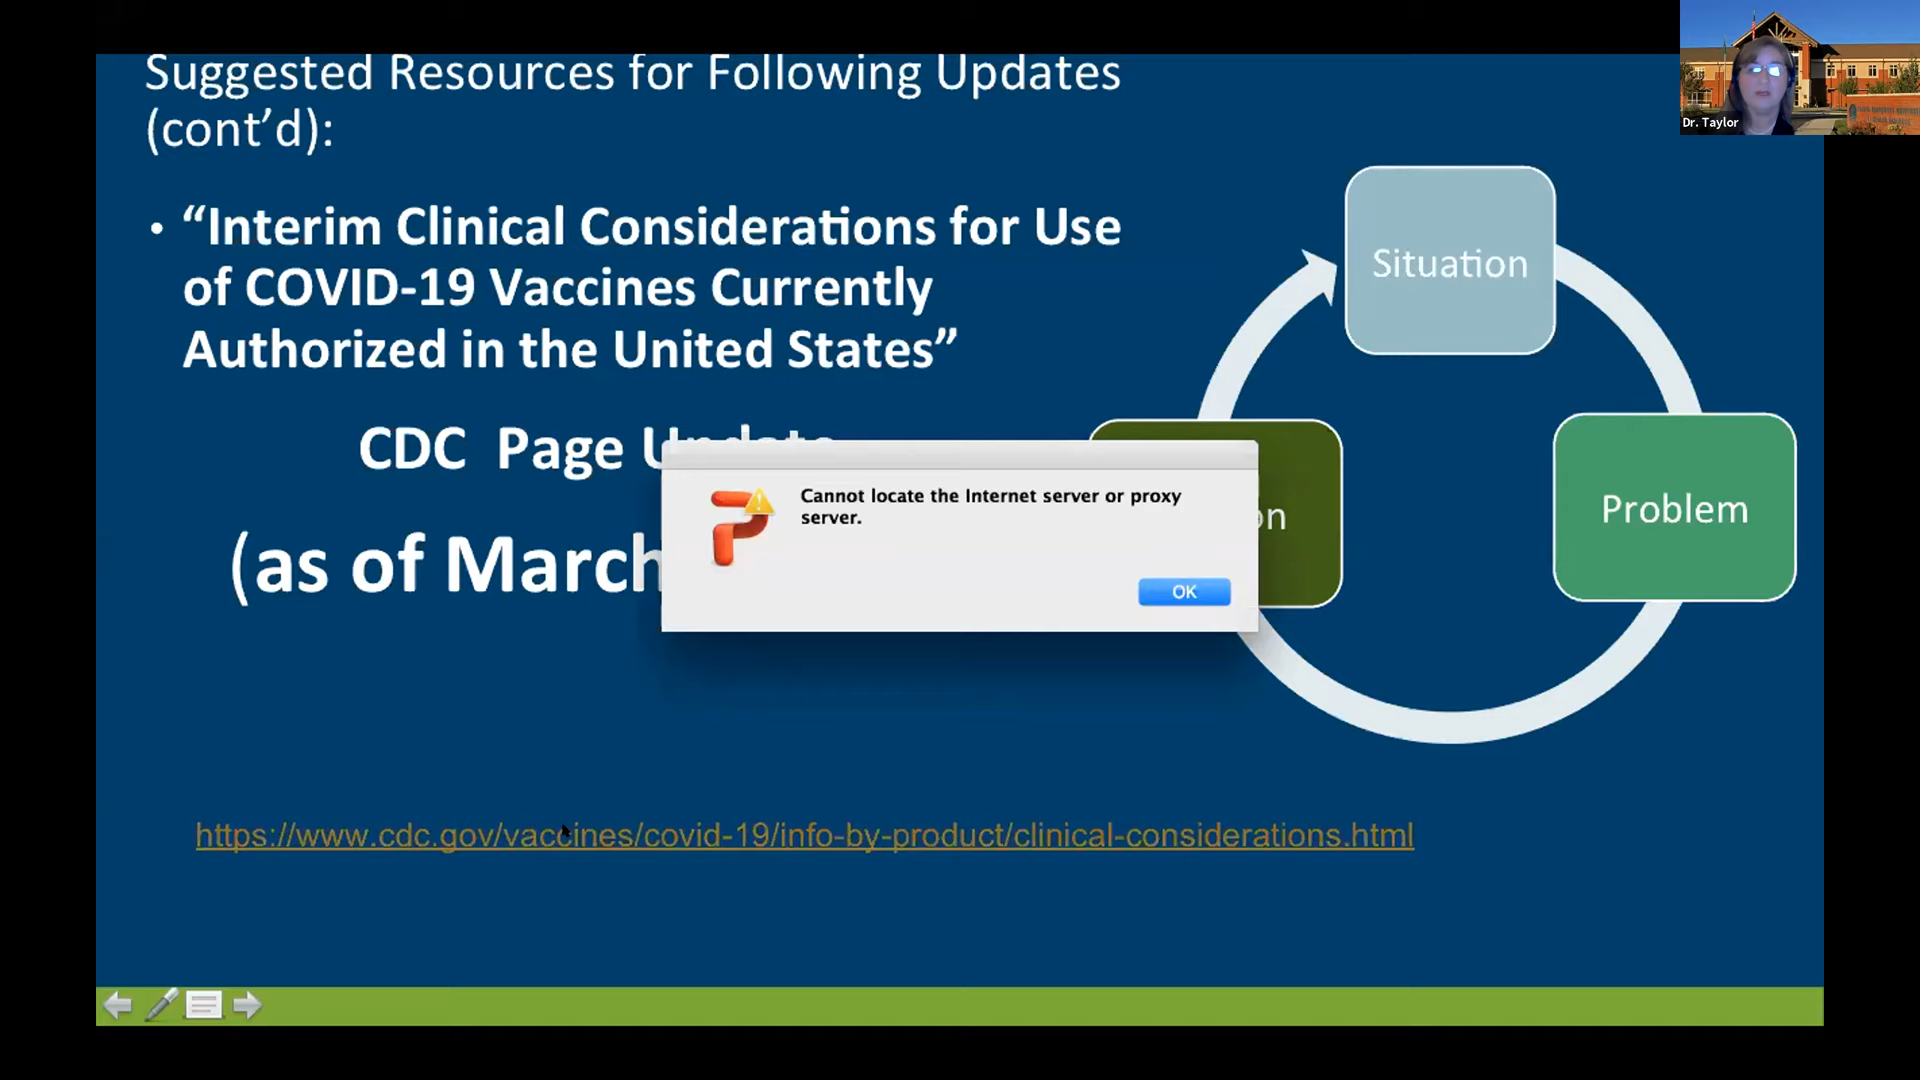 Suggested Resources for Following Updates
(cont’d):
• “Interim Clinical Considerations for Use
of COVID-19 Vaccines Currently
Authorized in the United States”
CDC Page Update
(as of March
Situation
Problem
Cannot locate the Internet server or proxy
server.
OK
https://www.cdc.gov/vaccines/covid-19/info-by-product/clinical-considerations.html
Dr. Taylor